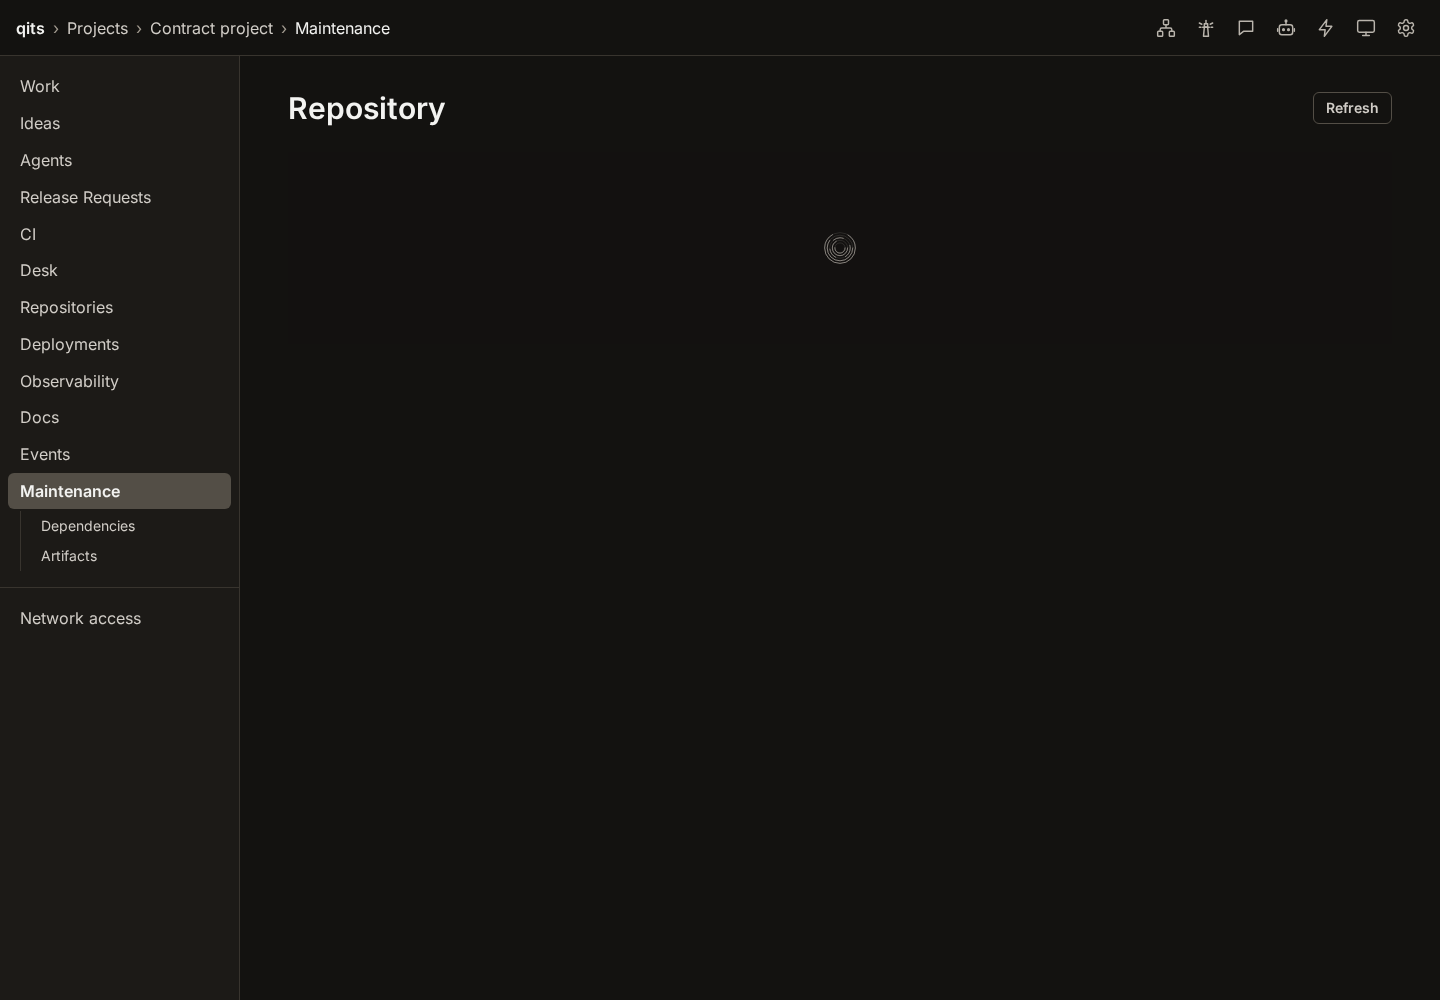 qits › Projects › Contract project › Maintenance
Work
Ideas
Agents
Release Requests
CI
Desk
Repositories
Deployments
Observability
Docs
Events
Maintenance
Dependencies
Artifacts
Network access
Repository
Refresh